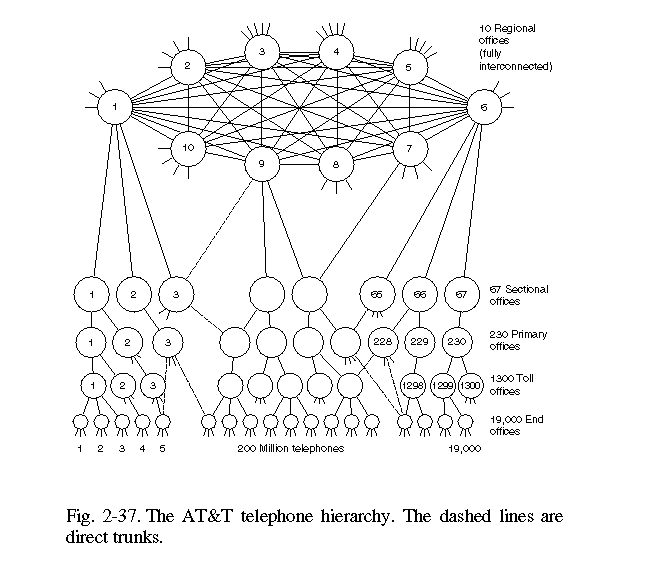 10 Regional
offices
(fully
interconnected)
3
4
2
5
1
6
10
7
9
8
1
2
3
65
66
67
67 Sectional
offices
1
2
3
228
229
230
230 Primary
offices
1
2
3
1298
1299
1300
1300 Toll
offices
19,000 End
offices
1 2 3 4 5 200 Million telephones 19,000
Fig. 2-37. The AT&T telephone hierarchy. The dashed lines are
direct trunks.